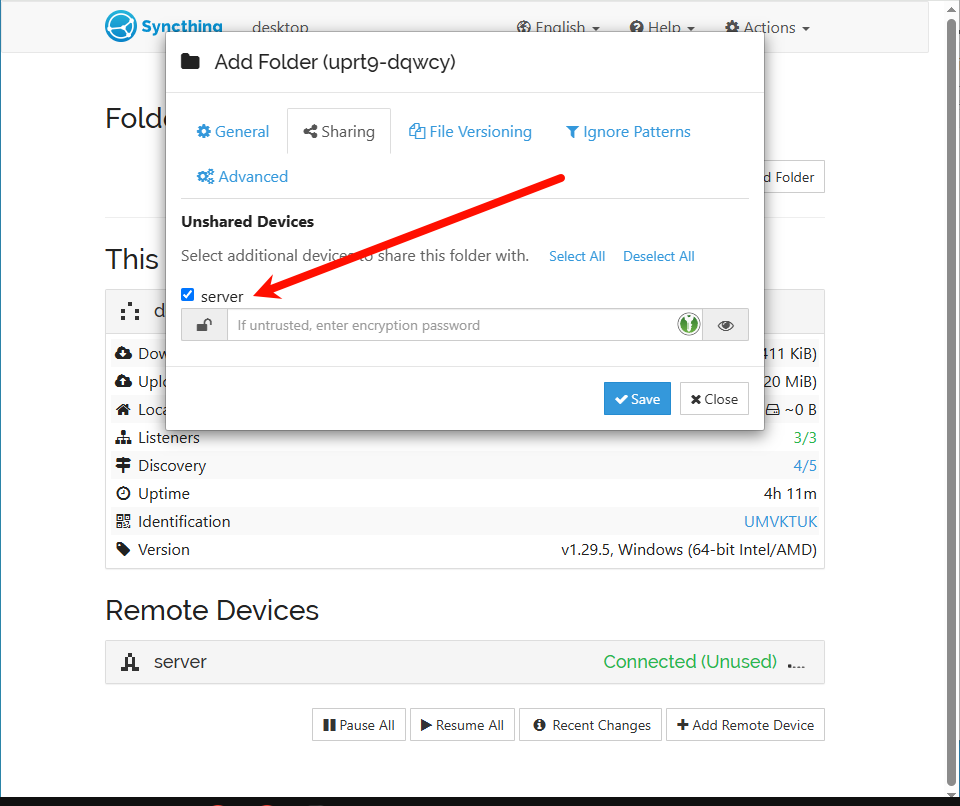 Syncthing desktop English Help Actions
Add Folder (uprt9-dqwcy)
General Sharing File Versioning Ignore Patterns
Advanced
Folder
Unshared Devices
Select additional devices to share this folder with. Select All Deselect All
This
server
If untrusted, enter encryption password
Save Close
411 KiB)
20 MiB)
~0 B
Listeners 3/3
Discovery 4/5
Uptime 4h 11m
Identification UMVKTUK
Version v1.29.5, Windows (64-bit Intel/AMD)
Remote Devices
server Connected (Unused)
Pause All Resume All Recent Changes Add Remote Device